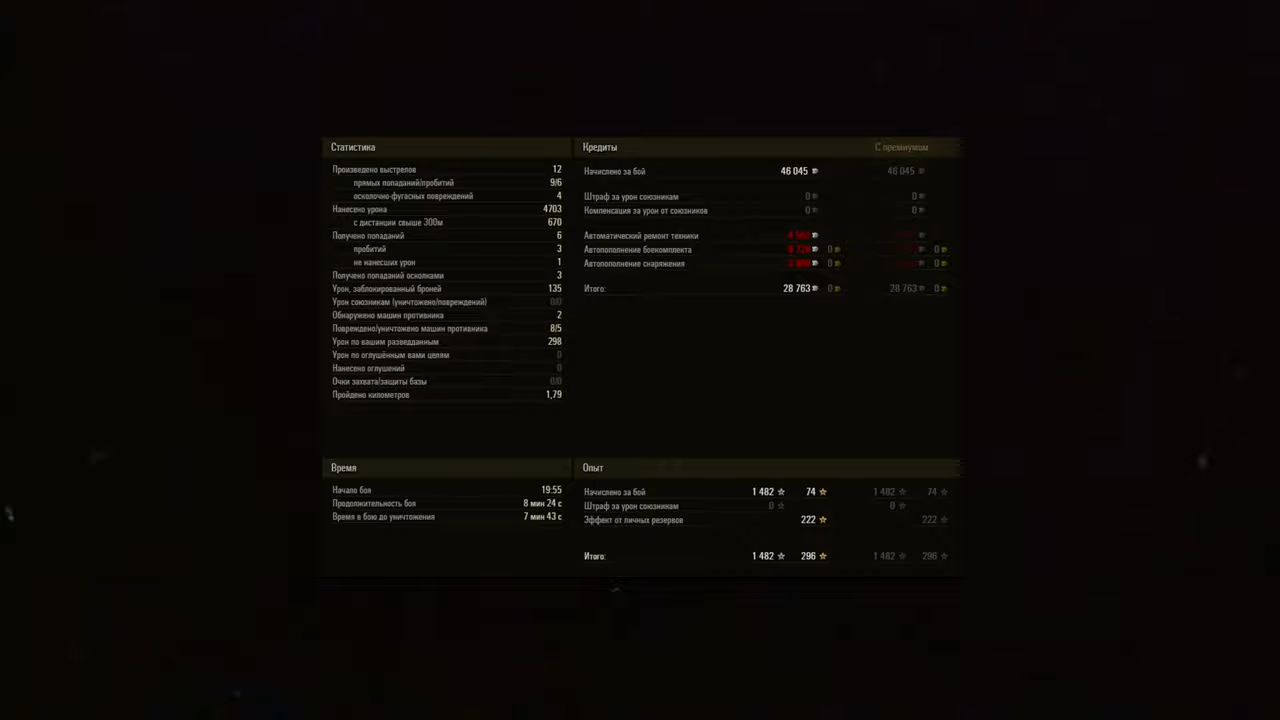 Статистика
Произведено выстрелов 12
прямых попаданий/пробитий 9/6
осколочно-фугасных повреждений 4
Нанесено урона 4703
с дистанции свыше 300м 670
Получено попаданий 6
пробитий 3
не нанесших урон 1
Получено попаданий осколками 3
Урон, заблокированный броней 135
Урон союзникам (уничтожено/повреждений) 0/0
Обнаружено машин противника 2
Повреждено/уничтожено машин противника 8/5
Урон по вашим разведданным 298
Урон по оглушённым вами целям 0
Нанесено оглушений 0
Очки захвата/защиты базы 0/0
Пройдено километров 1,79
Кредиты С премиумом
Начислено за бой 46 045 46 045
Штраф за урон союзникам 0 0
Компенсация за урон от союзников 0 0
Автоматический ремонт техники
Автопополнение боекомплекта 0 0
Автопополнение снаряжения 0 0
Итого: 28 763 0 28 763 0
Время
Начало боя 19:55
Продолжительность боя 8 мин 24 с
Время в бою до уничтожения 7 мин 43 с
Опыт
Начислено за бой 1 482 74 1 482 74
Штраф за урон союзникам 0 0
Эффект от личных резервов 222 222
Итого: 1 482 296 1 482 296